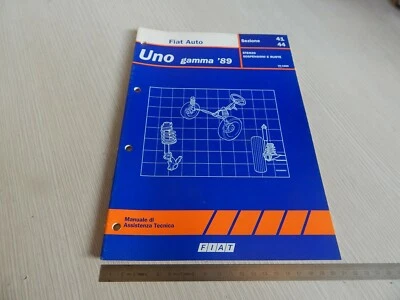 Fiat Auto
Sezione
41
44
Uno gamma '89
STERZO
SOSPENSIONI E RUOTE
Manuale di
Assistenza Tecnica
FIAT